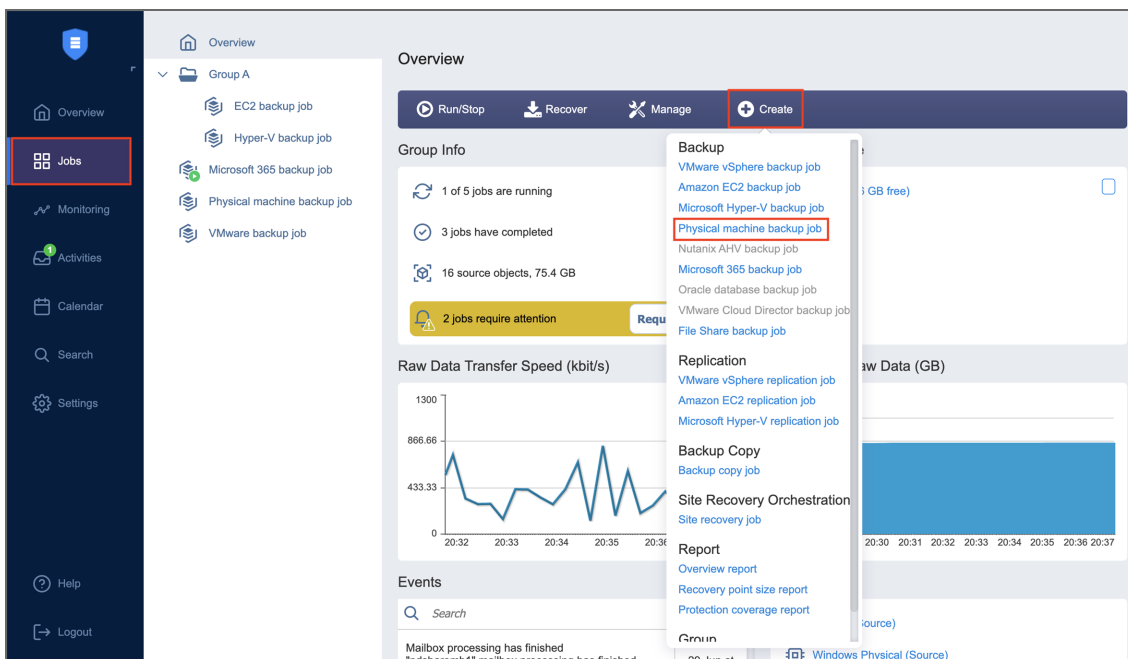 Overview
Jobs
Monitoring
1
Activities
Calendar
Search
Settings
Help
Logout
Overview
Group A
EC2 backup job
Hyper-V backup job
Microsoft 365 backup job
Physical machine backup job
VMware backup job
Overview
Run/Stop
Recover
Manage
Create
Group Info
1 of 5 jobs are running
3 jobs have completed
16 source objects, 75.4 GB
2 jobs require attention
Backup
VMware vSphere backup job
Amazon EC2 backup job
Microsoft Hyper-V backup job
Physical machine backup job
Nutanix AHV backup job
Microsoft 365 backup job
Oracle database backup job
VMware Cloud Director backup job
File Share backup job
Replication
VMware vSphere replication job
Amazon EC2 replication job
Microsoft Hyper-V replication job
Backup Copy
Backup copy job
Site Recovery Orchestration
Site recovery job
Report
Overview report
Recovery point size report
Protection coverage report
Group
GB free)
Raw Data Transfer Speed (kbit/s)
1300
866.66
433.33
0
20:32 20:33 20:34 20:35
Data (GB)
20:30 20:31 20:32 20:33 20:34 20:35 20:36 20:37
Events
Search
Mailbox processing has finished
mailbox processing has finished
Windows Physical (Source)